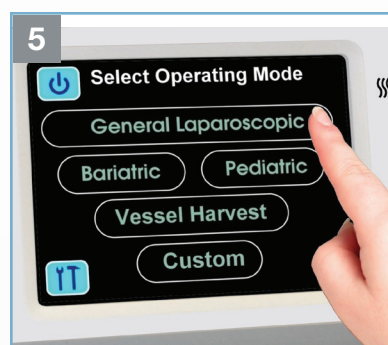 5
Select Operating Mode
General Laparoscopic
Bariatric Pediatric
Vessel Harvest
Custom